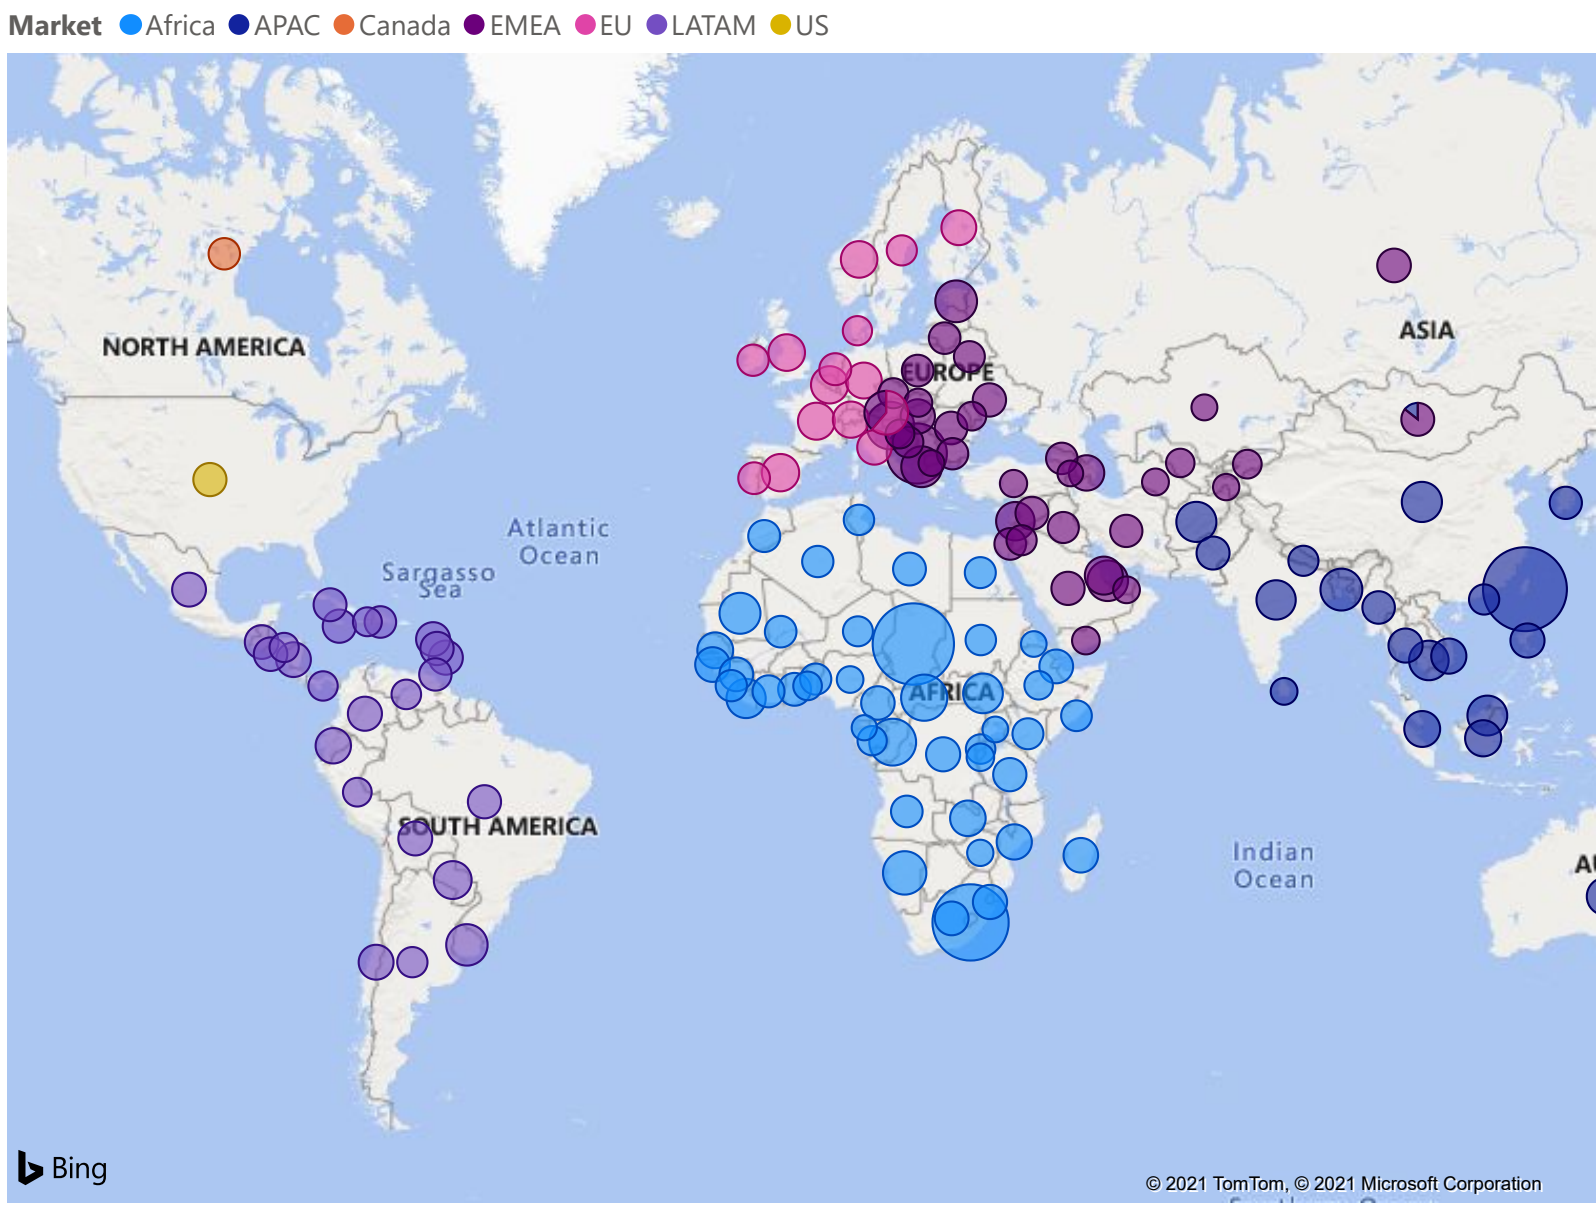 Market Africa APAC Canada EMEA EU LATAM US
NORTH AMERICA
ASIA
EUROPE
Atlantic
Ocean
Sargasso
Sea
AFRICA
SOUTH AMERICA
Indian
Ocean
Bing
© 2021 TomTom, © 2021 Microsoft Corporation